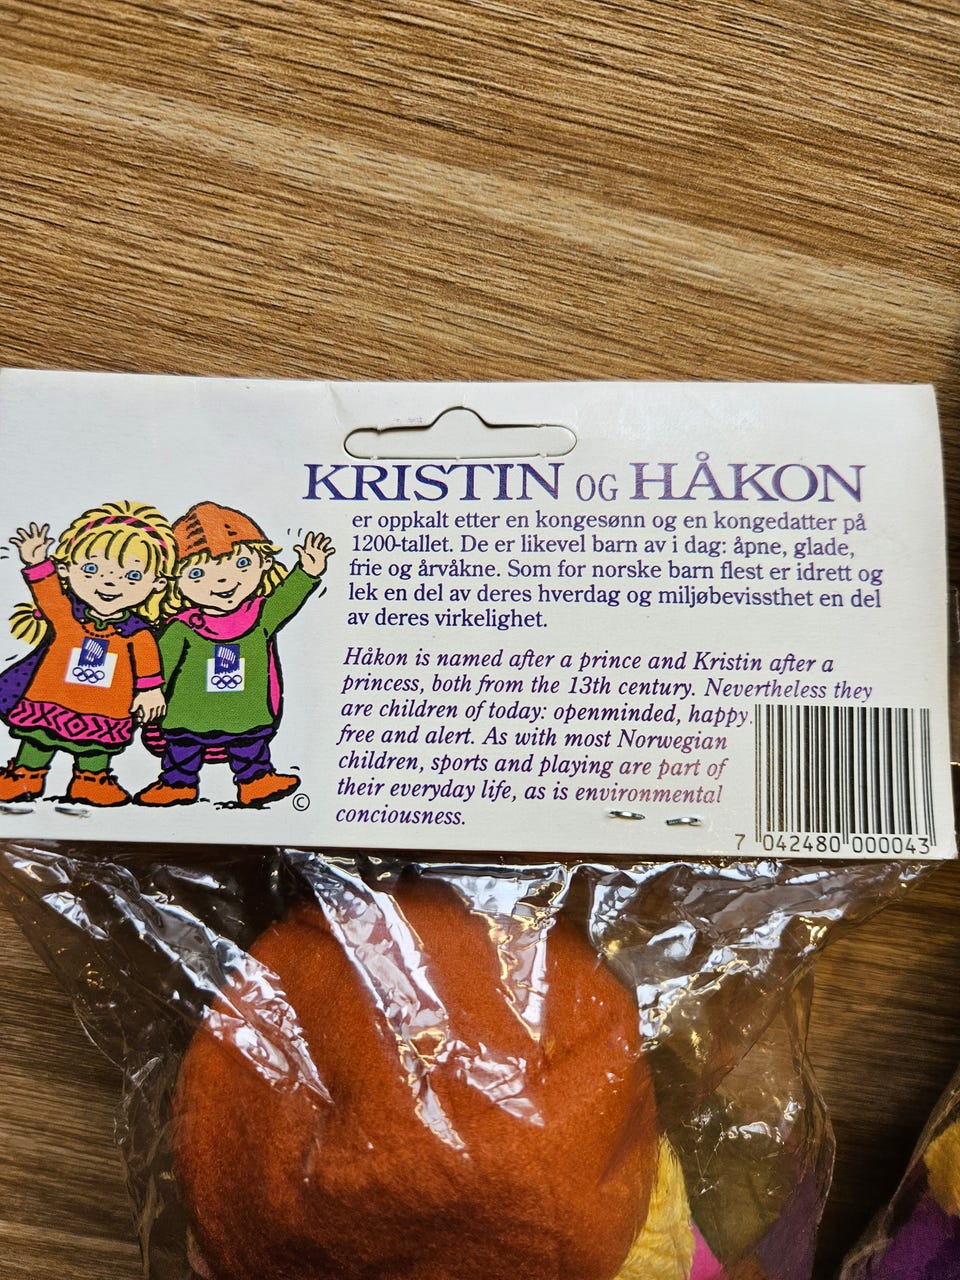 KRISTIN OG HÅKON
er oppkalt etter en kongesønn og en kongedatter på
1200-tallet. De er likevel barn av i dag: åpne, glade,
frie og årvåkne. Som for norske barn flest er idrett og
lek en del av deres hverdag og miljøbevissthet en del
av deres virkelighet.
Håkon is named after a prince and Kristin after a
princess, both from the 13th century. Nevertheless they
are children of today: openminded, happy,
free and alert. As with most Norwegian
children, sports and playing are part of
their everyday life, as is environmental
conciousness.
©
7 042480 000043